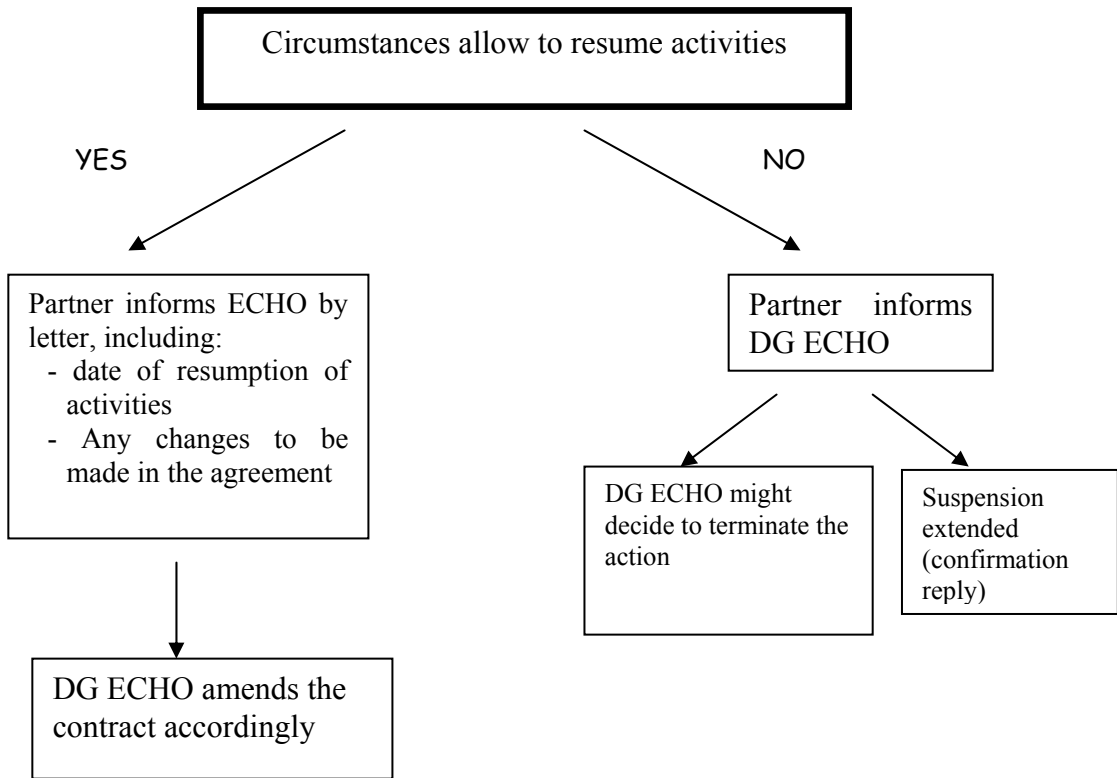 Circumstances allow to resume activities
YES
NO
Partner informs ECHO by
letter, including:
- date of resumption of
activities
- Any changes to be
made in the agreement
Partner informs
DG ECHO
DG ECHO might
decide to terminate the
action
Suspension
extended
(confirmation
reply)
DG ECHO amends the
contract accordingly